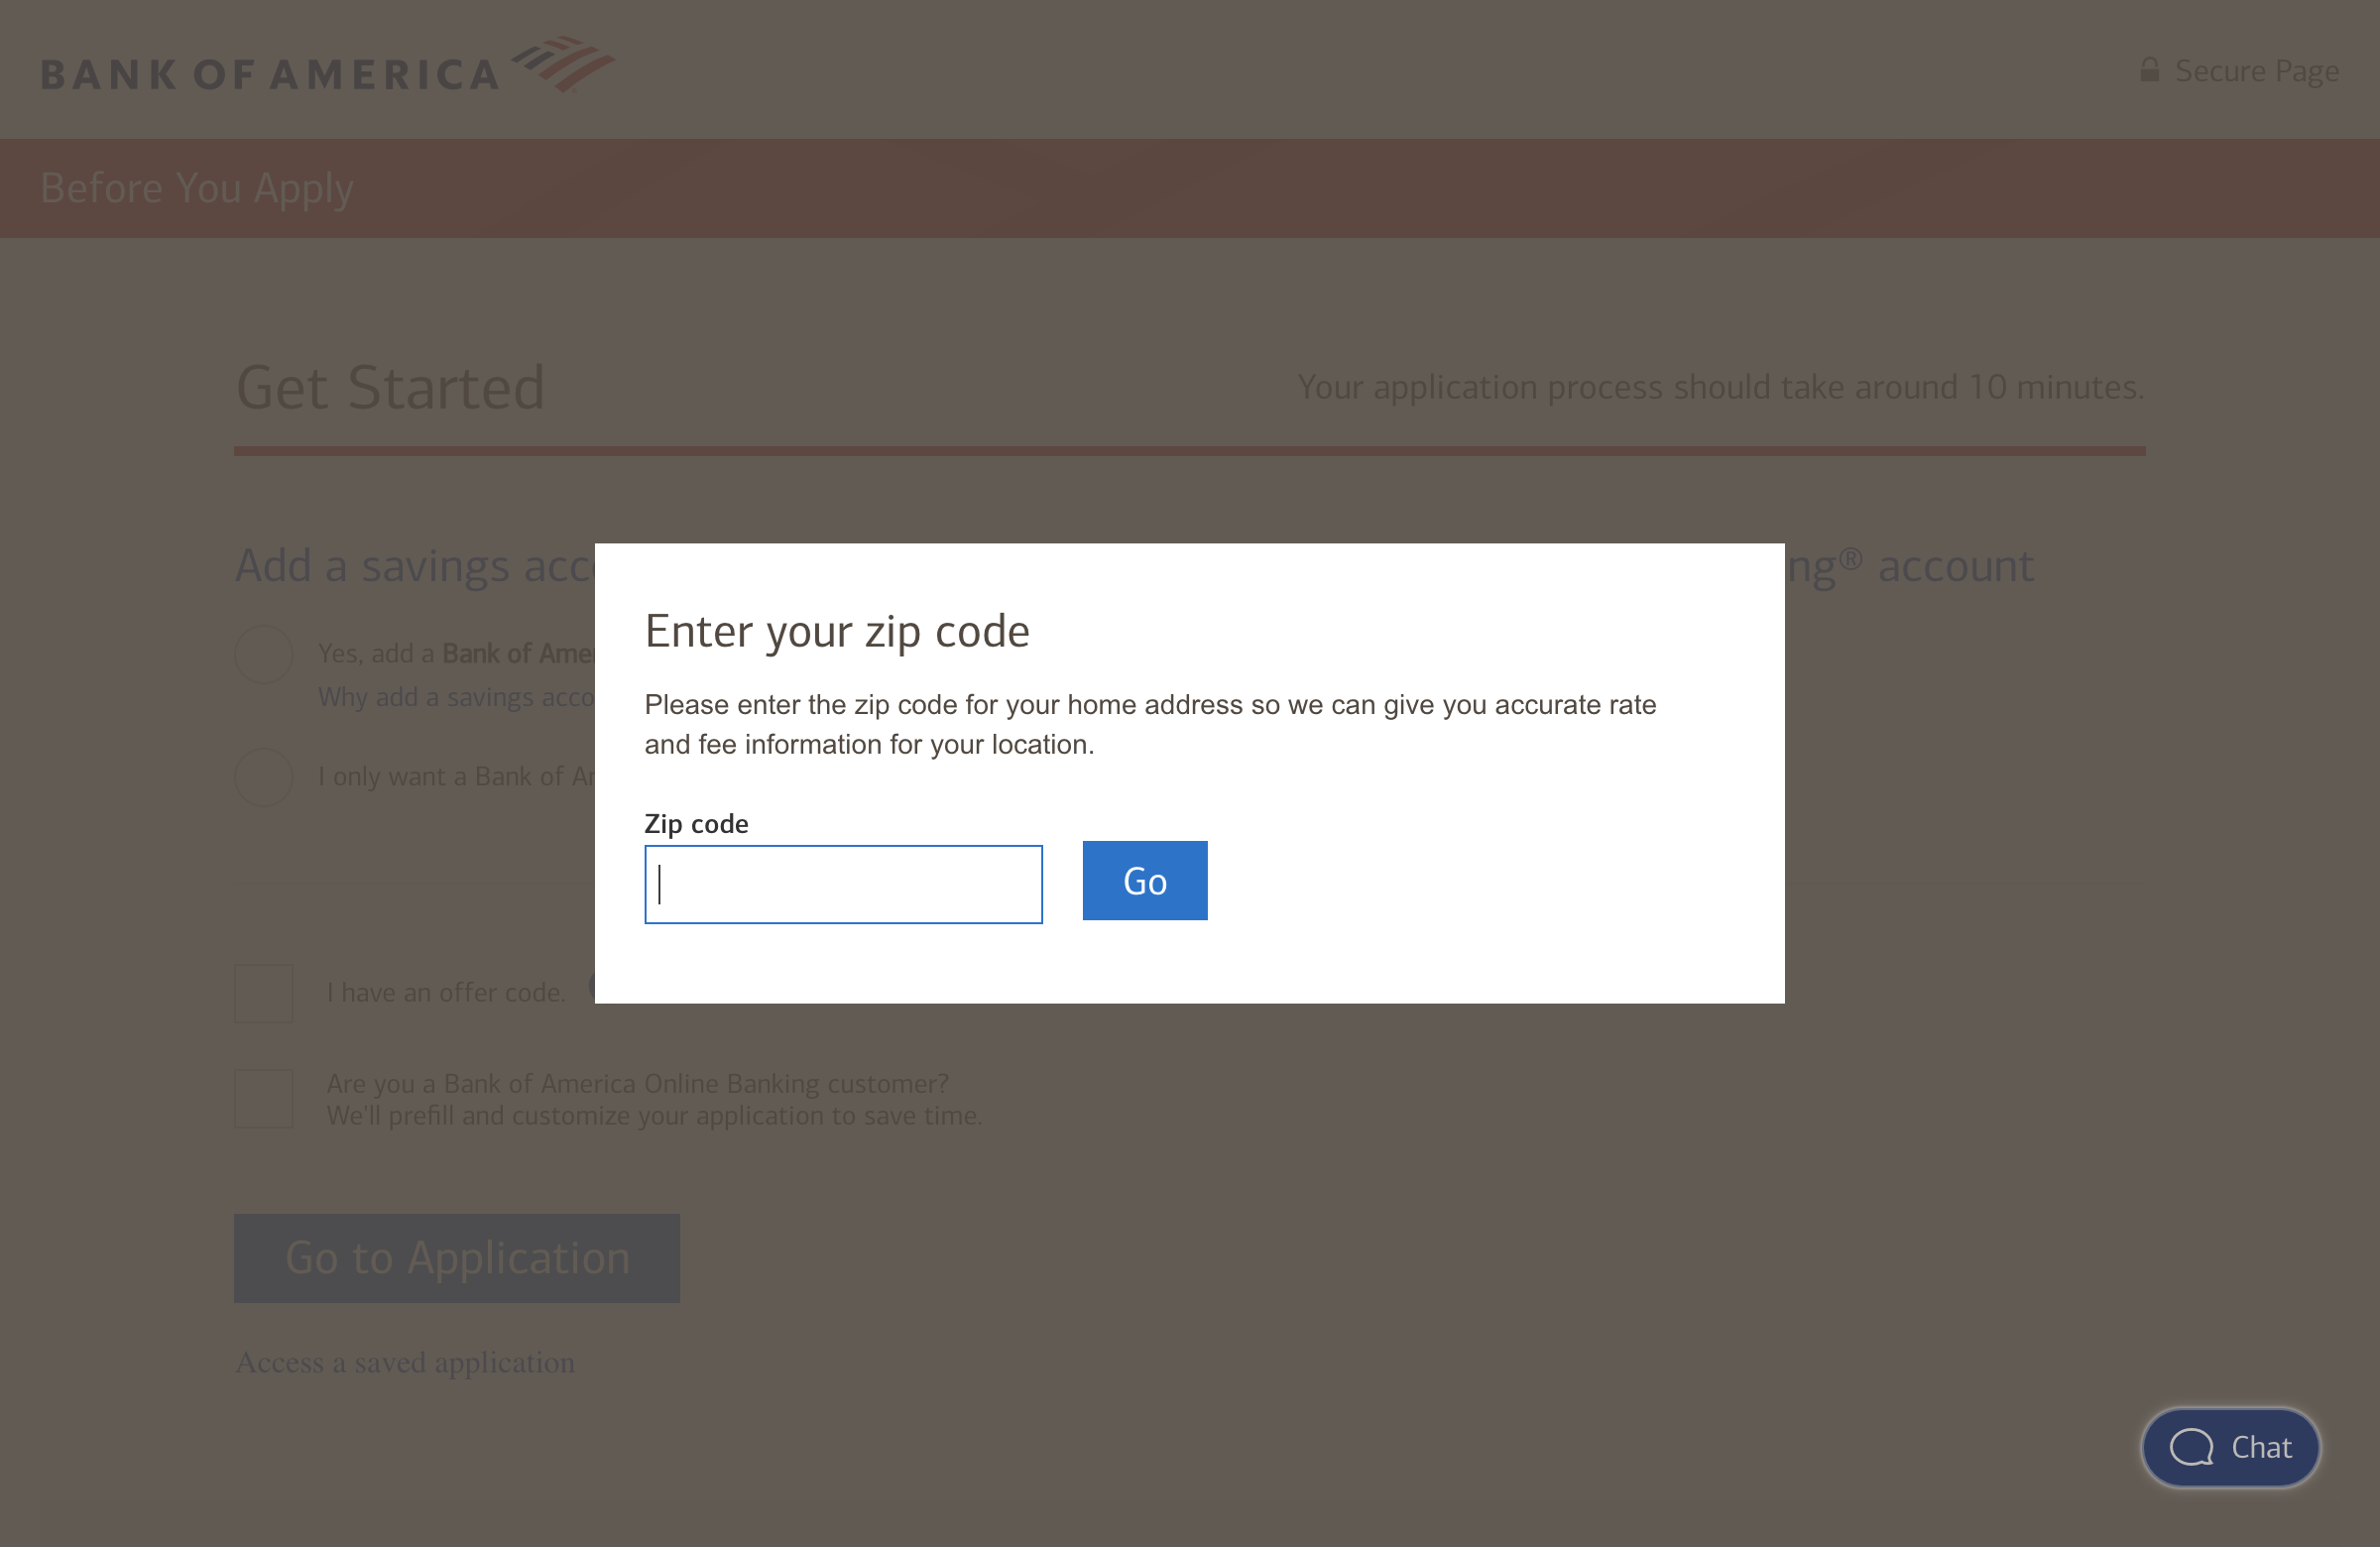 BANK OF AMERICA
Secure Page
Before You Apply
Get Started
Your application process should take around 10 minutes.
Add a savings acc
ng® account
Yes, add a Bank of Ame
Why add a savings acco
I only want a Bank of Am
Enter your zip code
Please enter the zip code for your home address so we can give you accurate rate
and fee information for your location.
Zip code
Go
I have an offer code.
Are you a Bank of America Online Banking customer?
We'll prefill and customize your application to save time.
Go to Application
Access a saved application
Chat